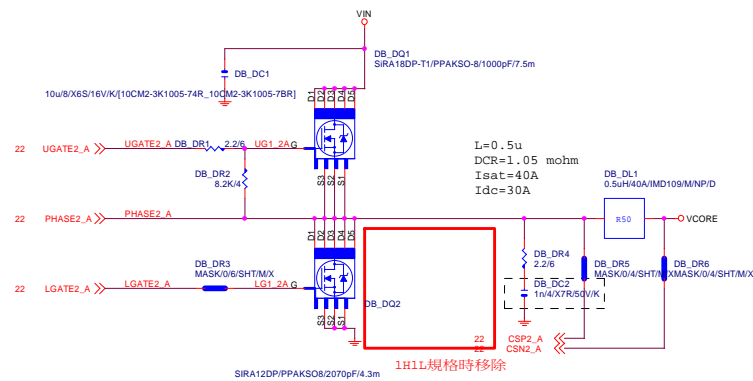 VIN
DB_DQ1
SiRA18DP-T1/PPAKSO-8/1000pF/7.5m
DB_DC1
10u/8/X6S/16V/K/[10CM2-3K1005-74R_10CM2-3K1005-7BR]
D1
D2
D3
D4
D5
22 UGATE2_A UGATE2_A DB_DR1 2.2/6 UG1_2A G
DB_DR2
8.2K/4
S3
S2
S1
L=0.5u
DCR=1.05 mohm
Isat=40A
Idc=30A
DB_DL1
0.5uH/40A/IMD109/M/NP/D
R50
VCORE
22 PHASE2_A PHASE2_A
D1
D2
D3
D4
D5
DB_DR3
MASK/0/6/SHT/M/X
22 LGATE2_A LGATE2_A LG1_2A G
DB_DQ2
S3
S2
S1
DB_DR4
2.2/6
DB_DR5
MASK/0/4/SHT/M/X
DB_DR6
MASK/0/4/SHT/M/X
DB_DC2
1n/4/X7R/50V/K
22 CSP2_A
22 CSN2_A
1H1L規格時移除
SIRA12DP/PPAKSO8/2070pF/4.3m